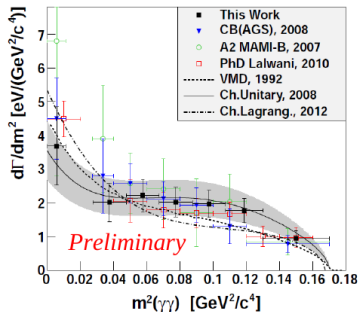 This Work
CB(AGS), 2008
A2 MAMI-B, 2007
PhD Lalwani, 2010
VMD, 1992
Ch.Unitary, 2008
Ch.Lagrang., 2012
dΓ/dm² [eV/(GeV²/c⁴)]
8
7
6
5
4
3
2
1
0
Preliminary
0 0.02 0.04 0.06 0.08 0.1 0.12 0.14 0.16 0.18
m²(γγ) [GeV²/c⁴]